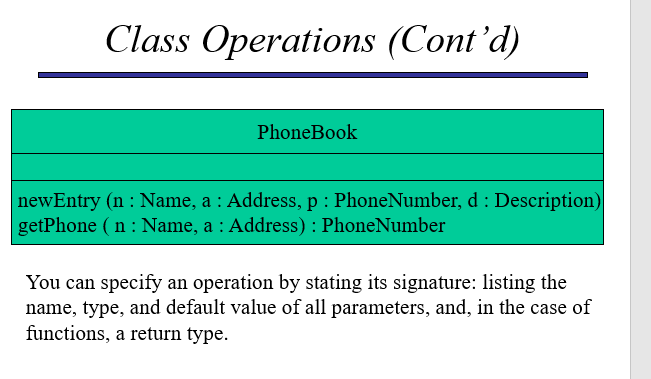 Class Operations (Cont’d)
PhoneBook
newEntry (n : Name, a : Address, p : PhoneNumber, d : Description)
getPhone ( n : Name, a : Address) : PhoneNumber
You can specify an operation by stating its signature: listing the
name, type, and default value of all parameters, and, in the case of
functions, a return type.